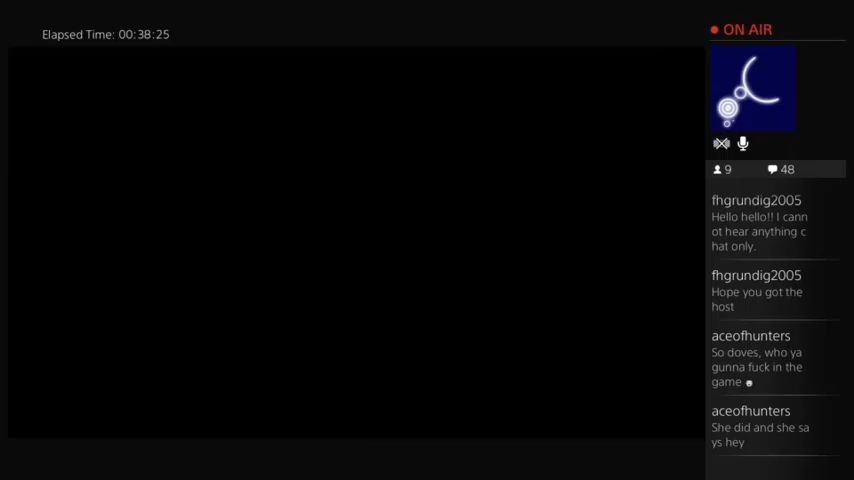 Elapsed Time: 00:38:25
ON AIR
9
48
fhgrundig2005
Hello hello!! I cann
ot hear anything c
hat only.
fhgrundig2005
Hope you got the
host
aceofhunters
So doves, who ya
gunna fuck in the
game
aceofhunters
She did and she sa
ys hey